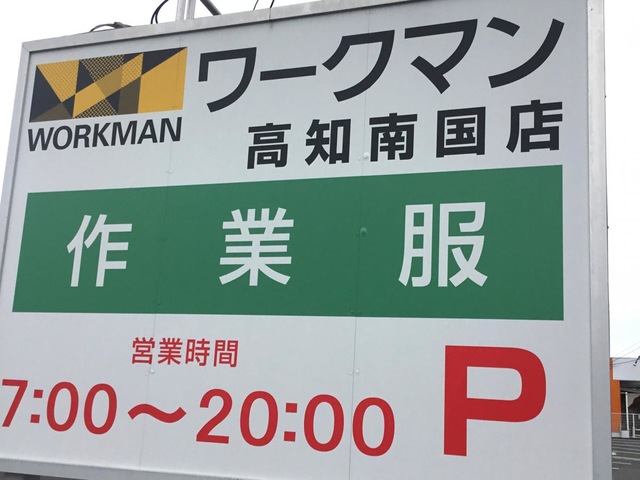 ワークマン
WORKMAN
高知南国店
作業服
営業時間
7:00～20:00
P